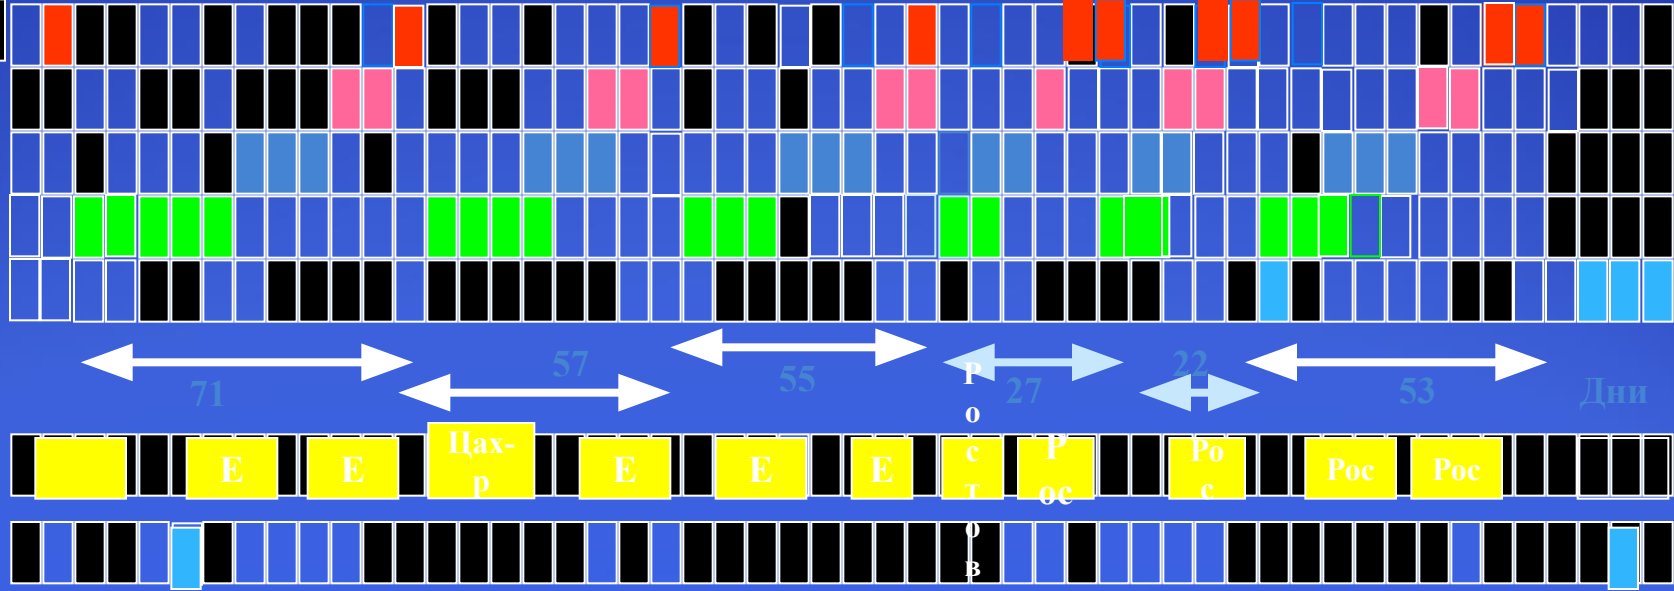 57
22
55
71
27
53
Дни
Цах-
р
Е
Е
Е
Е
Е
Р
о
с
т
о
в
Р
ос
Ро
с
Рос
Рос